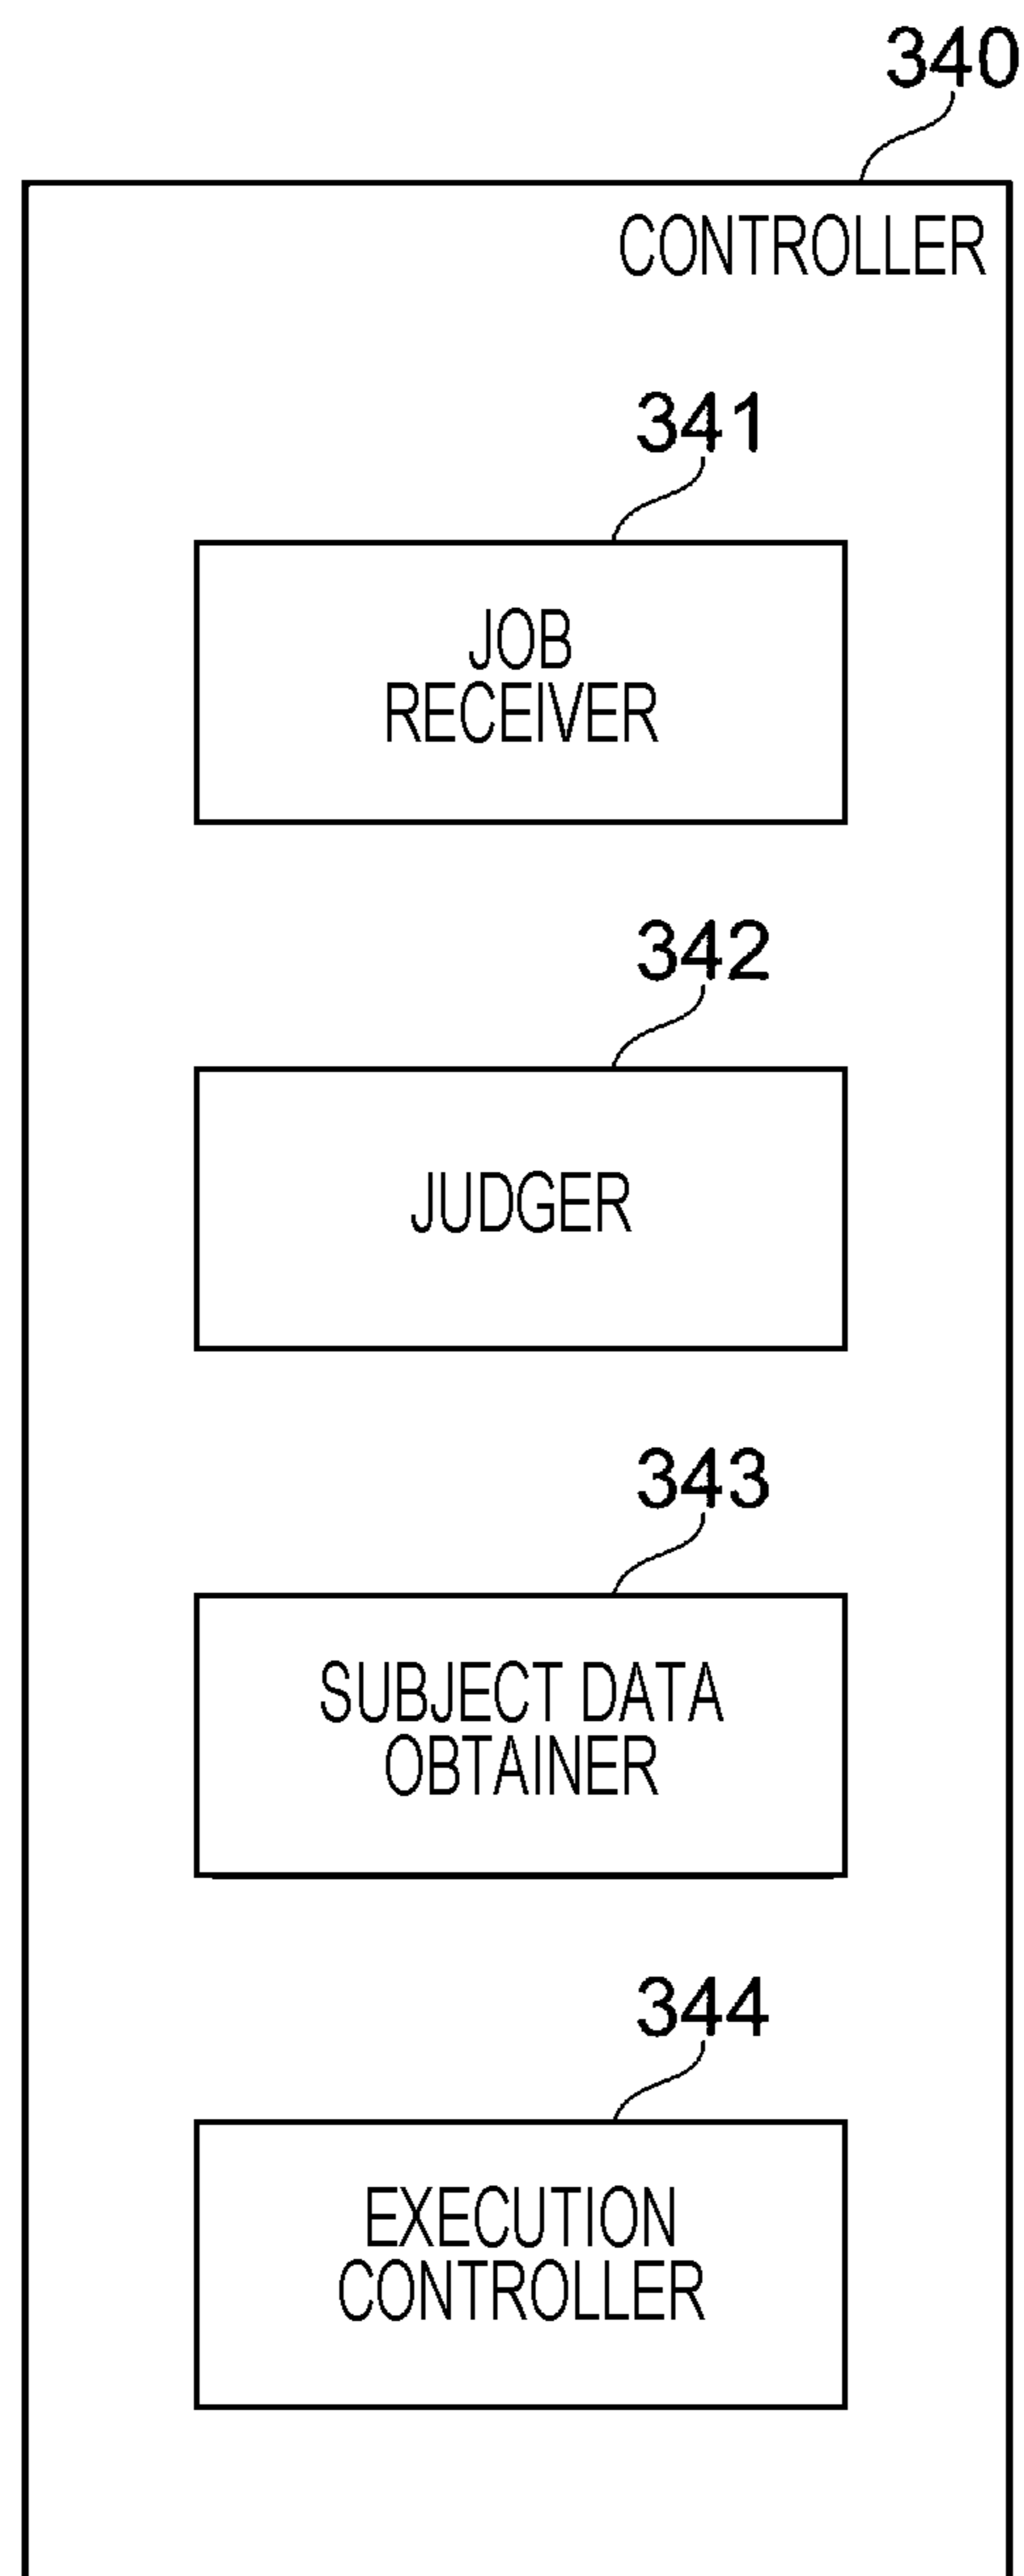 340
CONTROLLER
341
JOB
RECEIVER
342
JUDGER
343
SUBJECT DATA
OBTAINER
344
EXECUTION
CONTROLLER